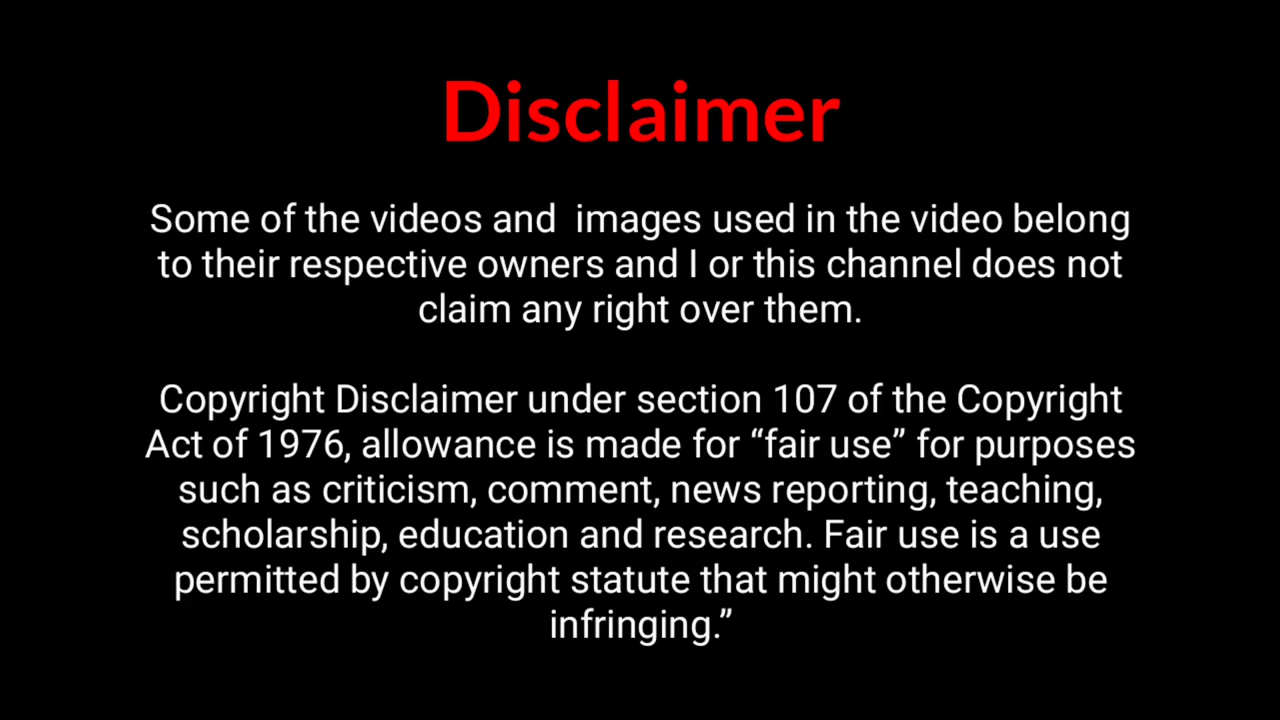 Disclaimer
Some of the videos and  images used in the video belong
to their respective owners and I or this channel does not
claim any right over them.
Copyright Disclaimer under section 107 of the Copyright
Act of 1976, allowance is made for “fair use” for purposes
such as criticism, comment, news reporting, teaching,
scholarship, education and research. Fair use is a use
permitted by copyright statute that might otherwise be
infringing.”